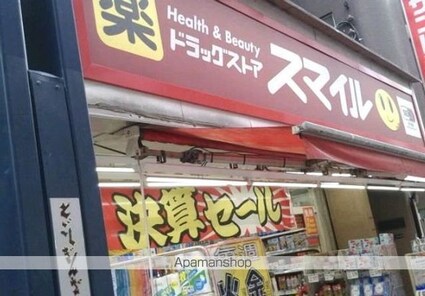 薬
Health & Beauty
ドラッグストア
スマイル
決算セール
Apamanshop